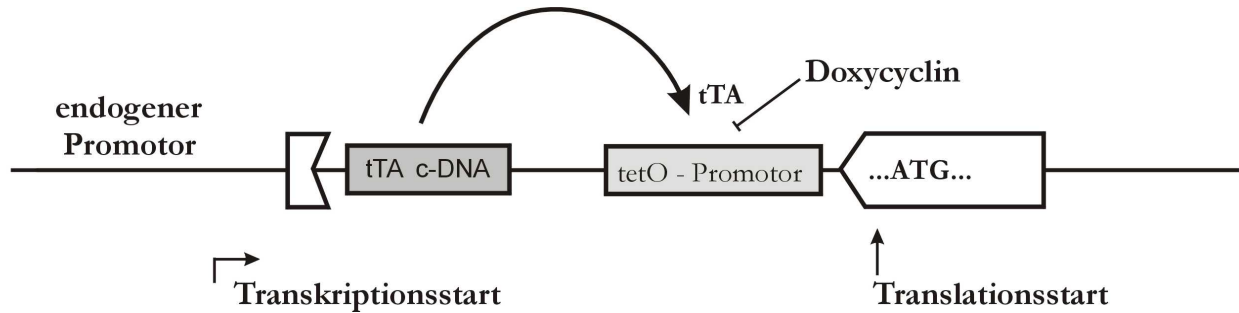 endogener
Promotor
tTA c-DNA
tTA
Doxycyclin
tetO - Promotor
...ATG...
Transkriptionsstart
Translationsstart